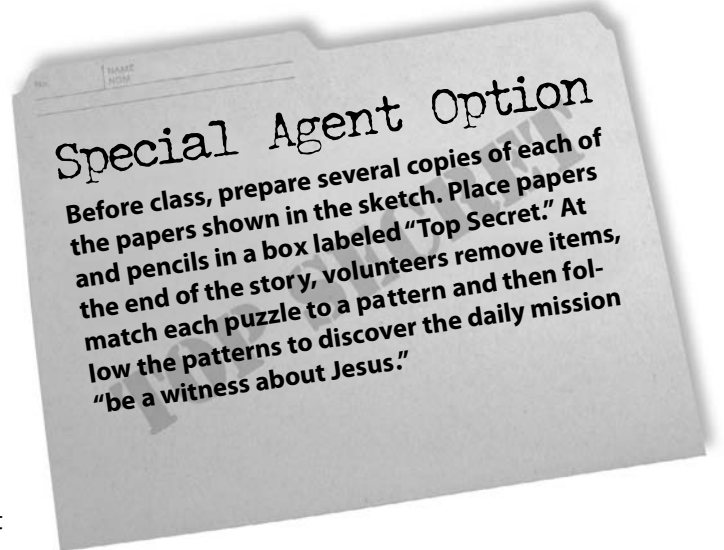 No. NAME
NOM
Special Agent Option
Before class, prepare several copies of each of
the papers shown in the sketch. Place papers
and pencils in a box labeled “Top Secret.” At
the end of the story, volunteers remove items,
match each puzzle to a pattern and then fol-
low the patterns to discover the daily mission
“be a witness about Jesus.”
TOP SECRET